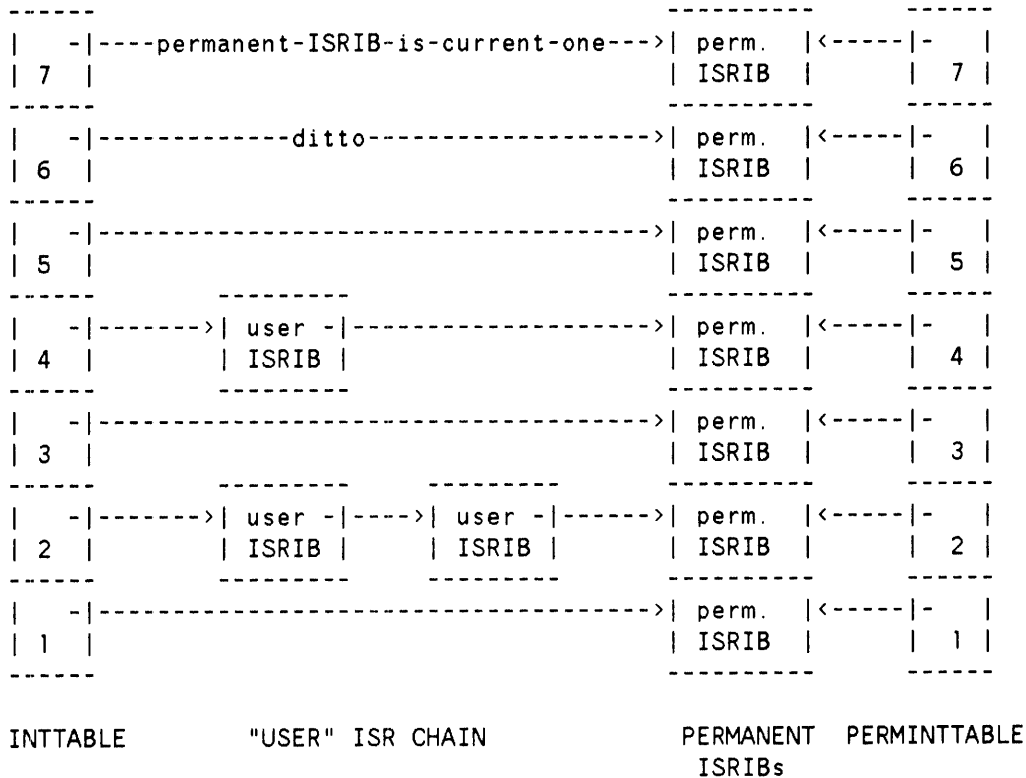 ------                                        ----------      ------
|   -|----permanent-ISRIB-is-current-one--->| perm.  |<-----|-   |
| 7  |                                      | ISRIB  |      |  7 |
------                                        ----------      ------
|   -|-------------ditto------------------->| perm.  |<-----|-   |
| 6  |                                      | ISRIB  |      |  6 |
------                                        ----------      ------
|   -|------------------------------------->| perm.  |<-----|-   |
| 5  |                                      | ISRIB  |      |  5 |
------        ---------                       ----------      ------
|   -|------->| user -|-------------------->| perm.  |<-----|-   |
| 4  |        | ISRIB |                     | ISRIB  |      |  4 |
------        ---------                       ----------      ------
|   -|------------------------------------->| perm.  |<-----|-   |
| 3  |                                      | ISRIB  |      |  3 |
------        ---------     ---------         ----------      ------
|   -|------->| user -|---->| user -|------>| perm.  |<-----|-   |
| 2  |        | ISRIB |     | ISRIB |       | ISRIB  |      |  2 |
------        ---------     ---------         ----------      ------
|   -|------------------------------------->| perm.  |<-----|-   |
| 1  |                                      | ISRIB  |      |  1 |
------                                        ----------      ------
INTTABLE        "USER" ISR CHAIN             PERMANENT  PERMINTTABLE
ISRIBs